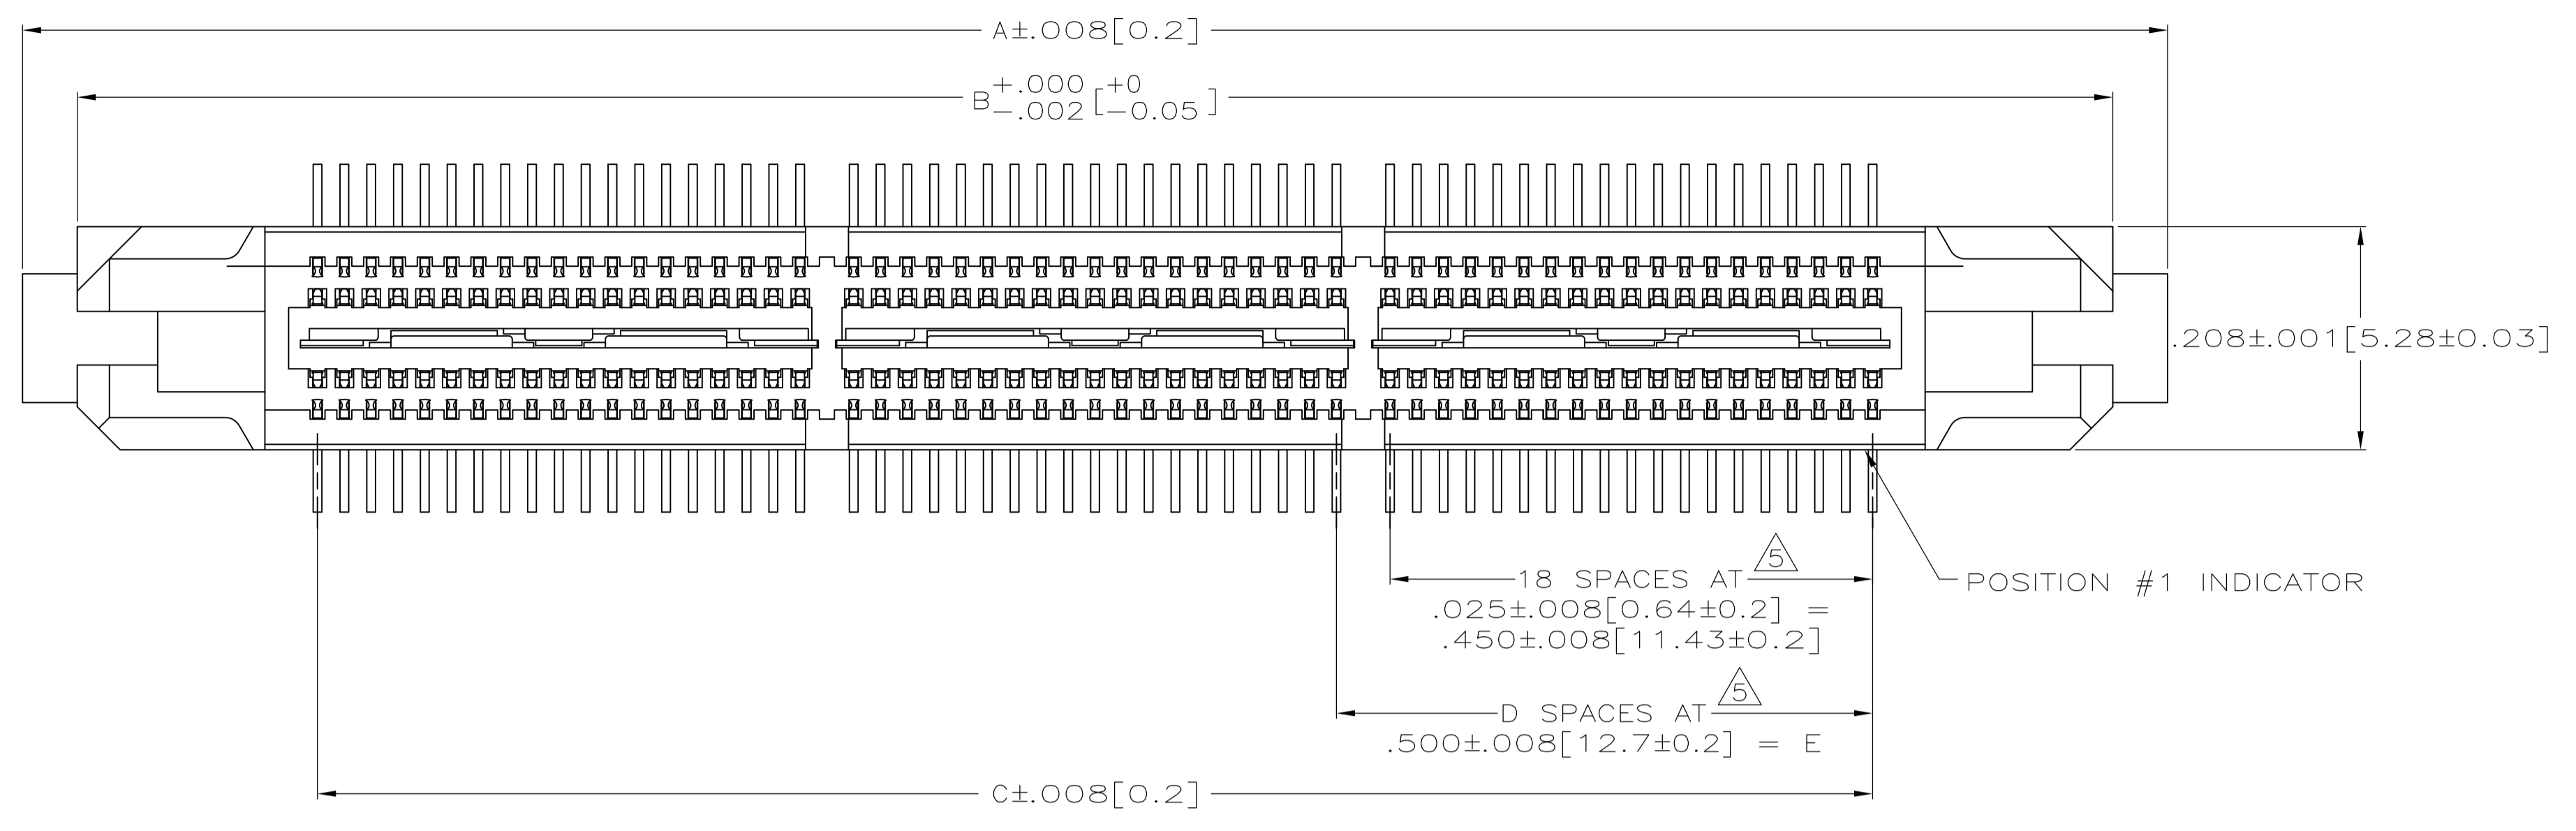 A±.008[0.2]
B+.000 -.002 [+0 -0.05]
.208±.001[5.28±0.03]
5
18 SPACES AT
.025±.008[0.64±0.2] =
.450±.008[11.43±0.2]
POSITION #1 INDICATOR
5
D SPACES AT
.500±.008[12.7±0.2] = E
C±.008[0.2]